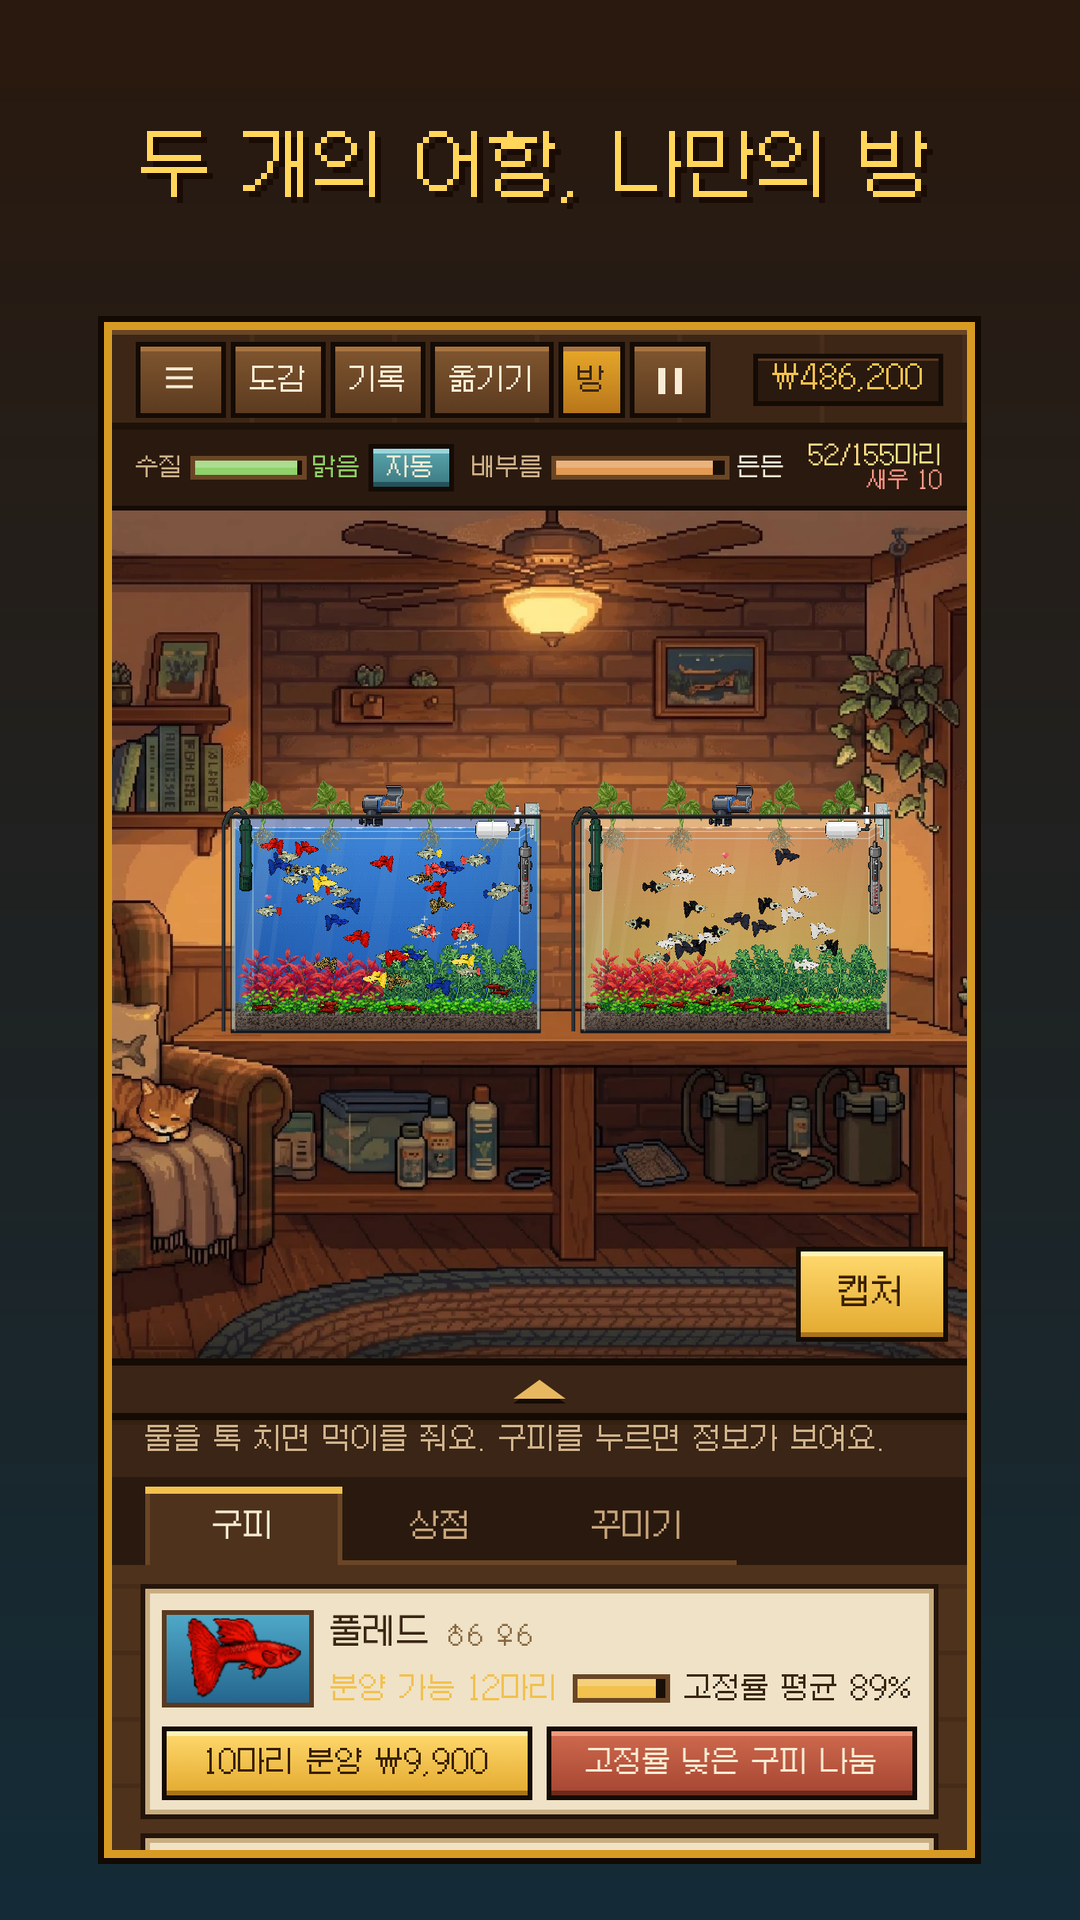 두 개의 어항, 나만의 방
도감 기록 옮기기 방 ₩486,200
수질 맑음 자동 배부름 든든 52/155마리
새우 10
캡처
물을 톡 치면 먹이를 줘요. 구피를 누르면 정보가 보여요.
구피 상점 꾸미기
풀레드 ♂6 ♀6
분양 가능 12마리 고정률 평균 89%
10마리 분양 ₩9,900 고정률 낮은 구피 나눔